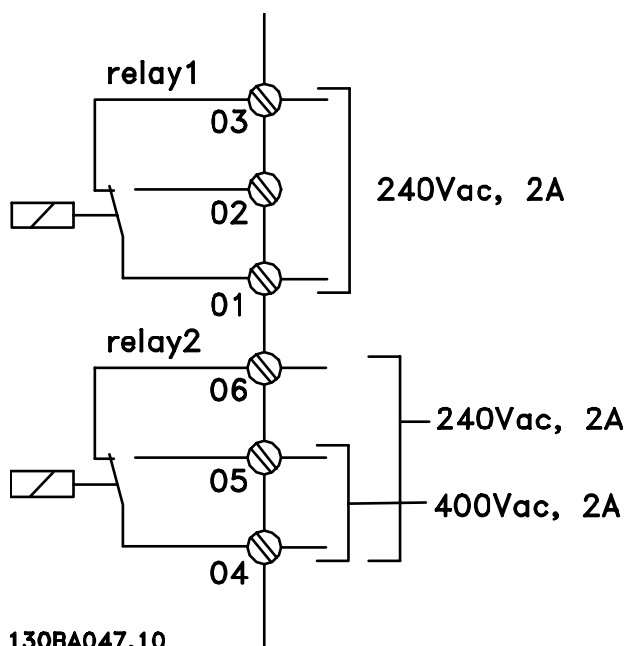 relay1
03
02
240Vac, 2A
01
relay2
06
240Vac, 2A
05
400Vac, 2A
04
130BA047.10